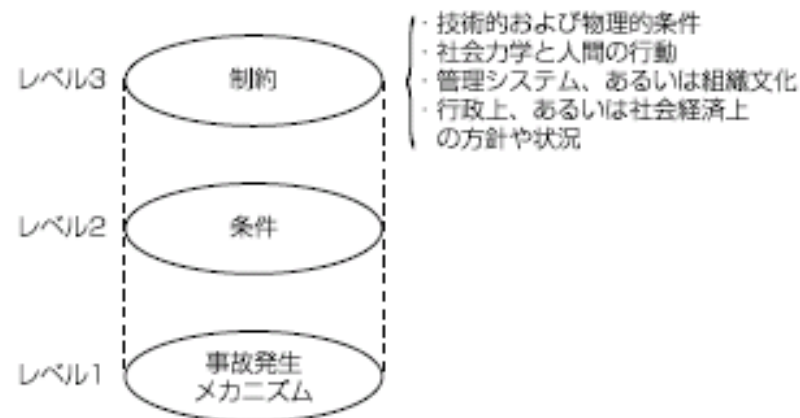 レベル3
制約
・技術的および物理的条件
・社会力学と人間の行動
・管理システム、あるいは組織文化
・行政上、あるいは社会経済上
の方針や状況
レベル2
条件
レベル1
事故発生
メカニズム